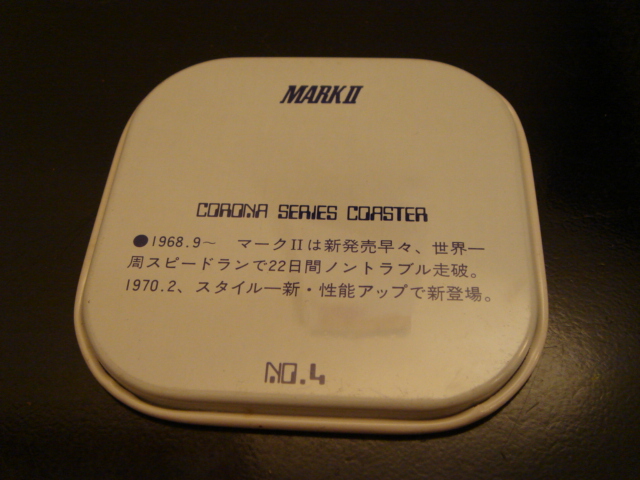 MARK II
CORONA SERIES COASTER
●1968.9～　マークIIは新発売早々、世界一
周スピードランで22日間ノントラブル走破。
1970.2、スタイル一新・性能アップで新登場。
NO.4